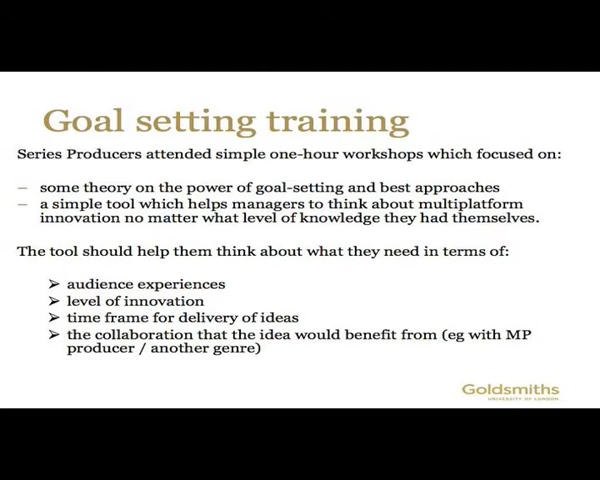 Goal setting training
Series Producers attended simple one-hour workshops which focused on:
– some theory on the power of goal-setting and best approaches
– a simple tool which helps managers to think about multiplatform
innovation no matter what level of knowledge they had themselves.
The tool should help them think about what they need in terms of:
➢ audience experiences
➢ level of innovation
➢ time frame for delivery of ideas
➢ the collaboration that the idea would benefit from (eg with MP
producer / another genre)
Goldsmiths
UNIVERSITY OF LONDON